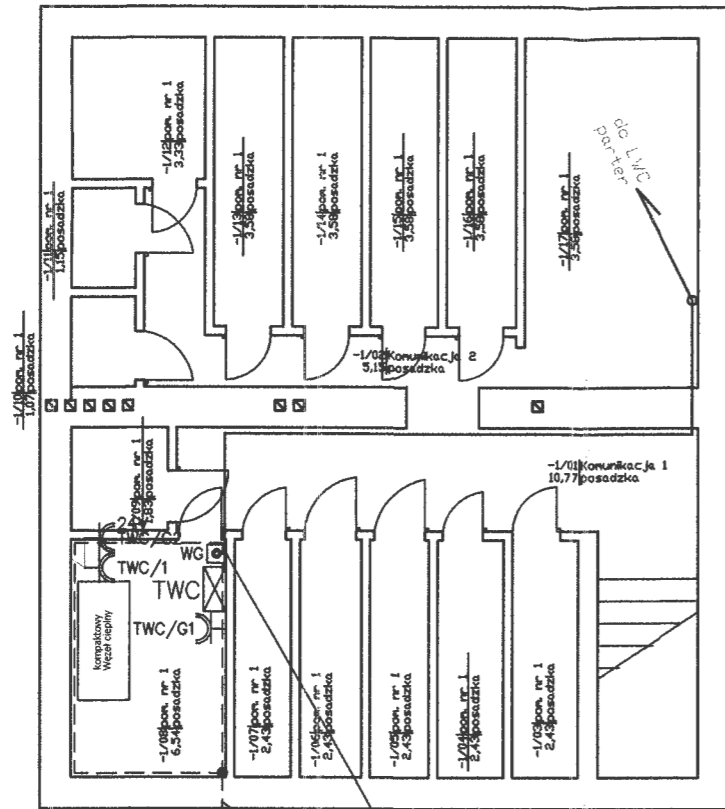 -1/12 pom. nr 1
3,33 posadzka
-1/13 pom. nr 1
3,58 posadzka
-1/14 pom. nr 1
3,58 posadzka
-1/15 pom. nr 1
3,58 posadzka
-1/16 pom. nr 1
3,58 posadzka
-1/17 pom. nr 1
3,58 posadzka
do LWC
parter
-1/11 pom. nr 1
1,15 posadzka
-1/10 pom. nr 1
1,07 posadzka
-1/02 Komunikacja 2
5,15 posadzka
-1/01 Komunikacja 1
10,77 posadzka
-1/09 pom. nr 1
1,83 posadzka
TWC/1
WG
TWC
TWC/G1
kompaktowy
Węzeł cieplny
-1/08 pom. nr 1
6,54 posadzka
-1/07 pom. nr 1
2,43 posadzka
-1/06 pom. nr 1
2,43 posadzka
-1/05 pom. nr 1
2,43 posadzka
-1/04 pom. nr 1
2,43 posadzka
-1/03 pom. nr 1
2,43 posadzka